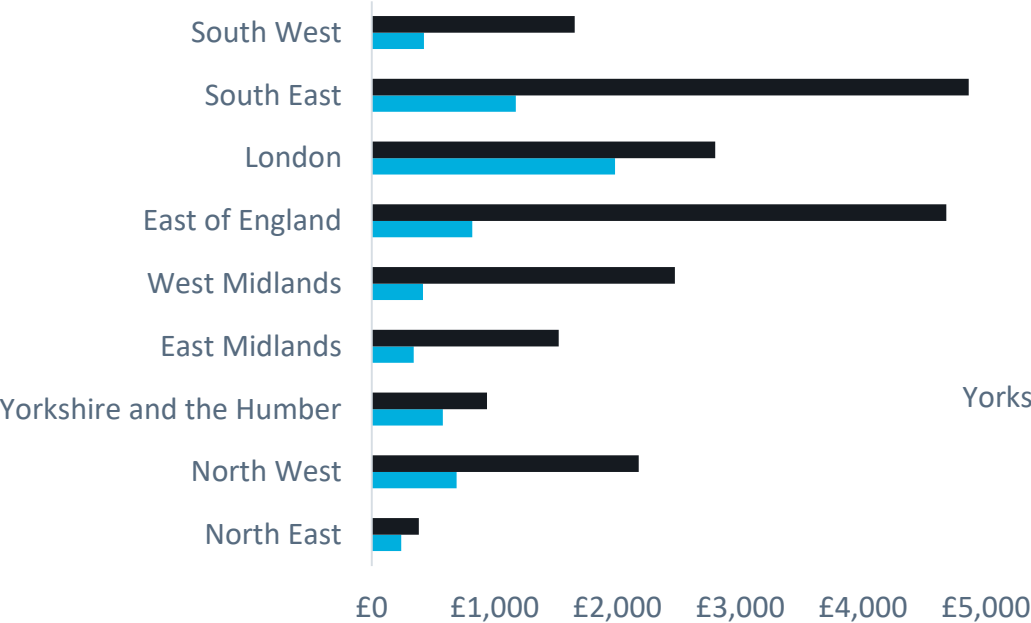 South West
South East
London
East of England
West Midlands
East Midlands
Yorkshire and the Humber
Yorks
North West
North East
£0 £1,000 £2,000 £3,000 £4,000 £5,000